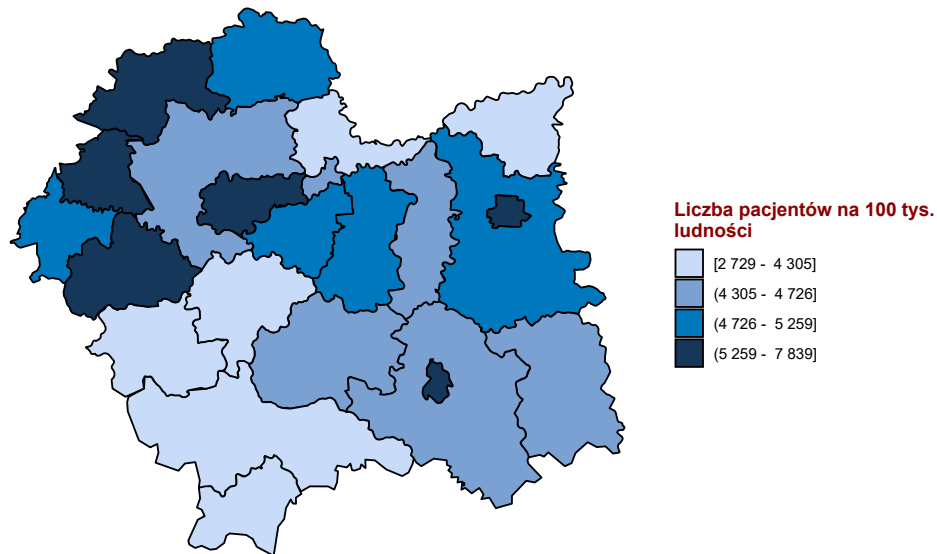 Liczba pacjentów na 100 tys.
ludności
[2 729 - 4 305]
(4 305 - 4 726]
(4 726 - 5 259]
(5 259 - 7 839]